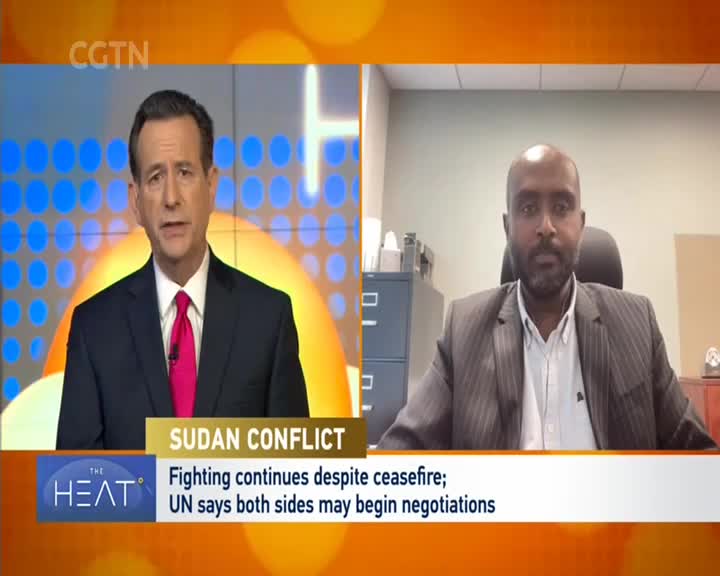 CGTN
SUDAN CONFLICT
THE
HEAT
Fighting continues despite ceasefire;
UN says both sides may begin negotiations